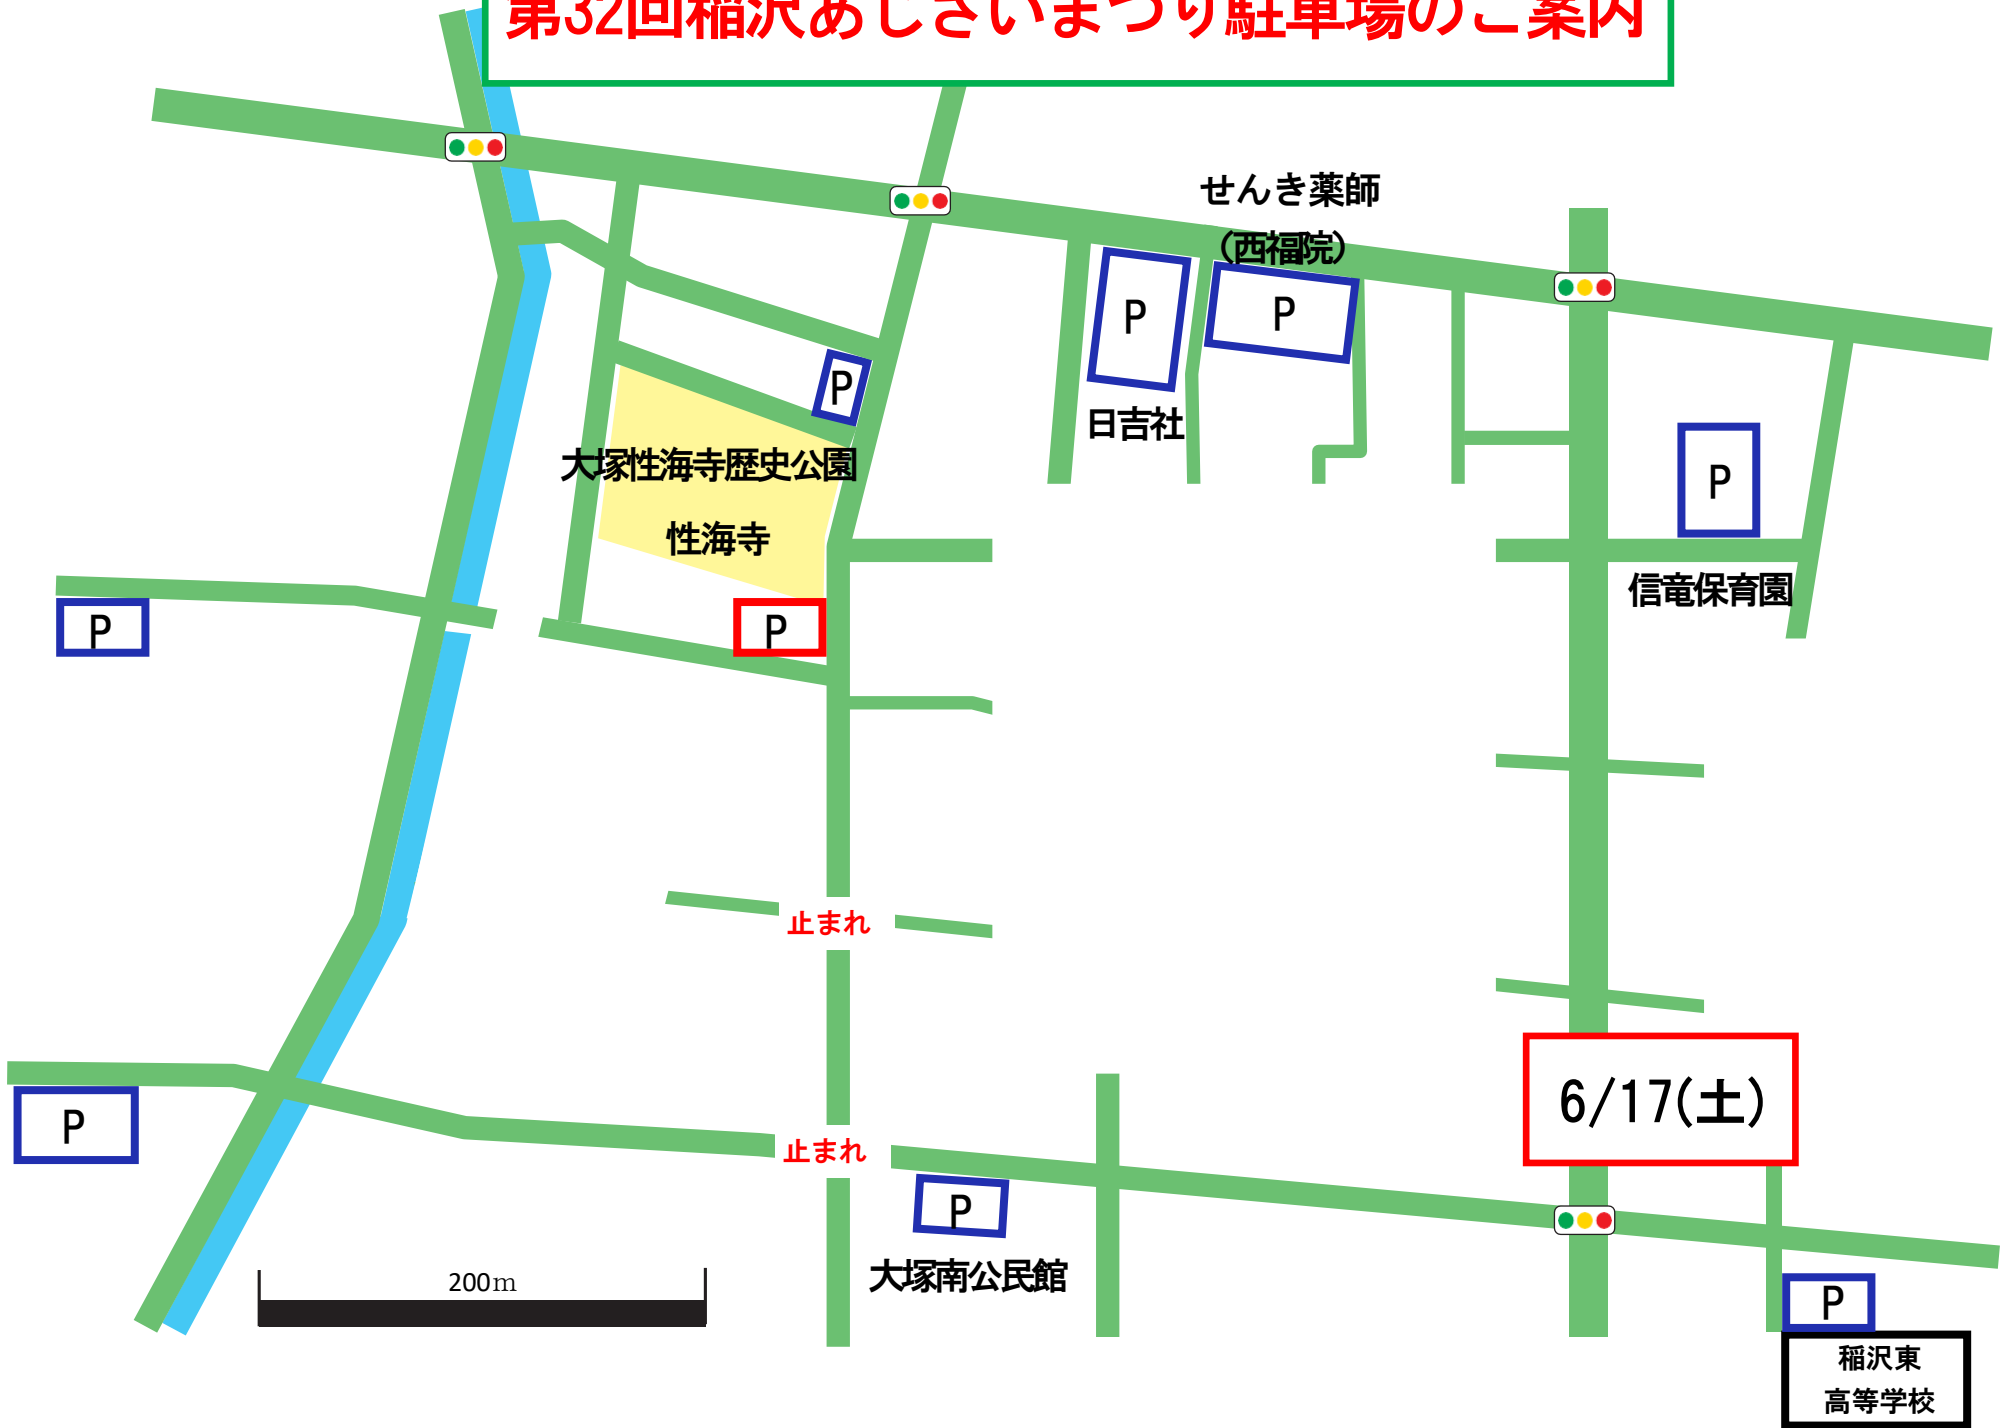 第32回稲沢あじさいまつり駐車場のご案内
せんき薬師
（西福院）
P
P
P
日吉社
大塚性海寺歴史公園
P
性海寺
信竜保育園
P
P
止まれ
6/17(土)
P
止まれ
P
大塚南公民館
200ｍ
P
稲沢東
高等学校